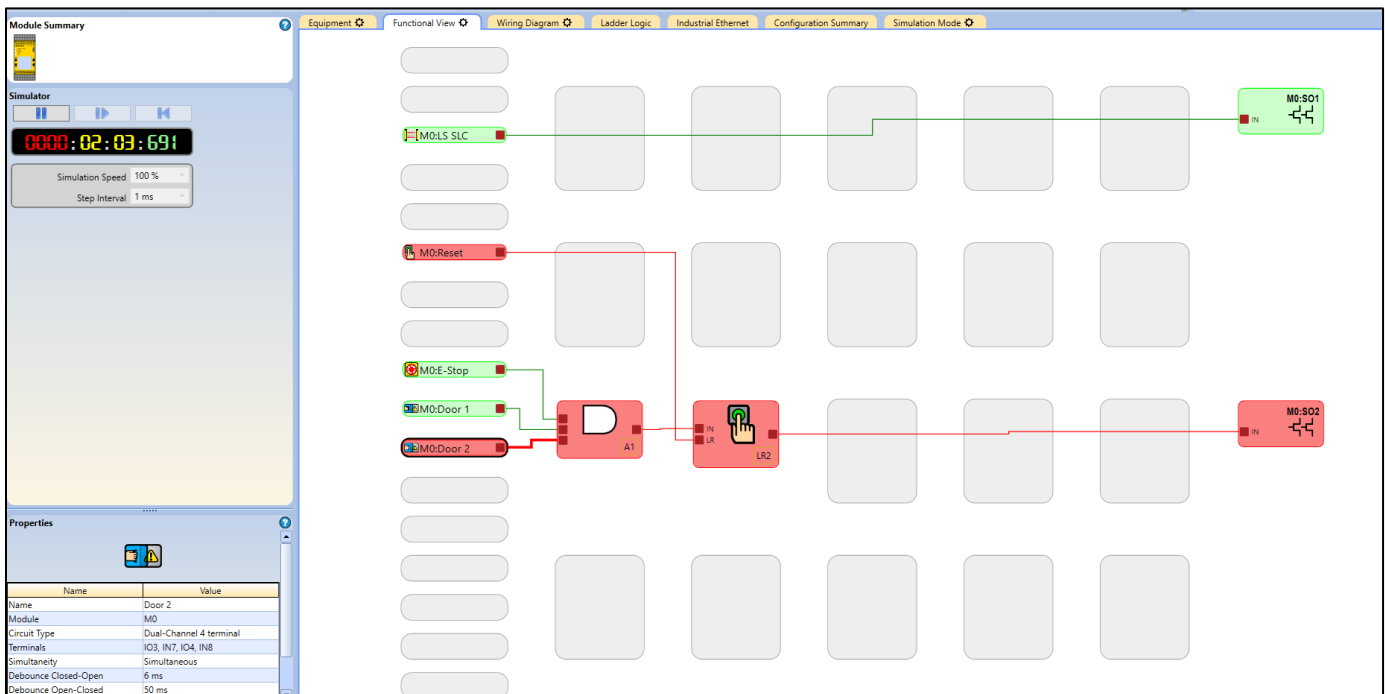 Module Summary
Equipment
Functional View
Wiring Diagram
Ladder Logic
Industrial Ethernet
Configuration Summary
Simulation Mode
Simulator
0000:02:03:691
Simulation Speed 100 %
Step Interval 1 ms
M0:LS SLC
M0:SO1
IN
M0:Reset
M0:E-Stop
M0:Door 1
M0:Door 2
A1
IN
LR
LR2
M0:SO2
IN
Properties
Name Value
Name Door 2
Module M0
Circuit Type Dual-Channel 4 terminal
Terminals IO3, IN7, IO4, IN8
Simultaneity Simultaneous
Debounce Closed-Open 6 ms
Debounce Open-Closed 50 ms